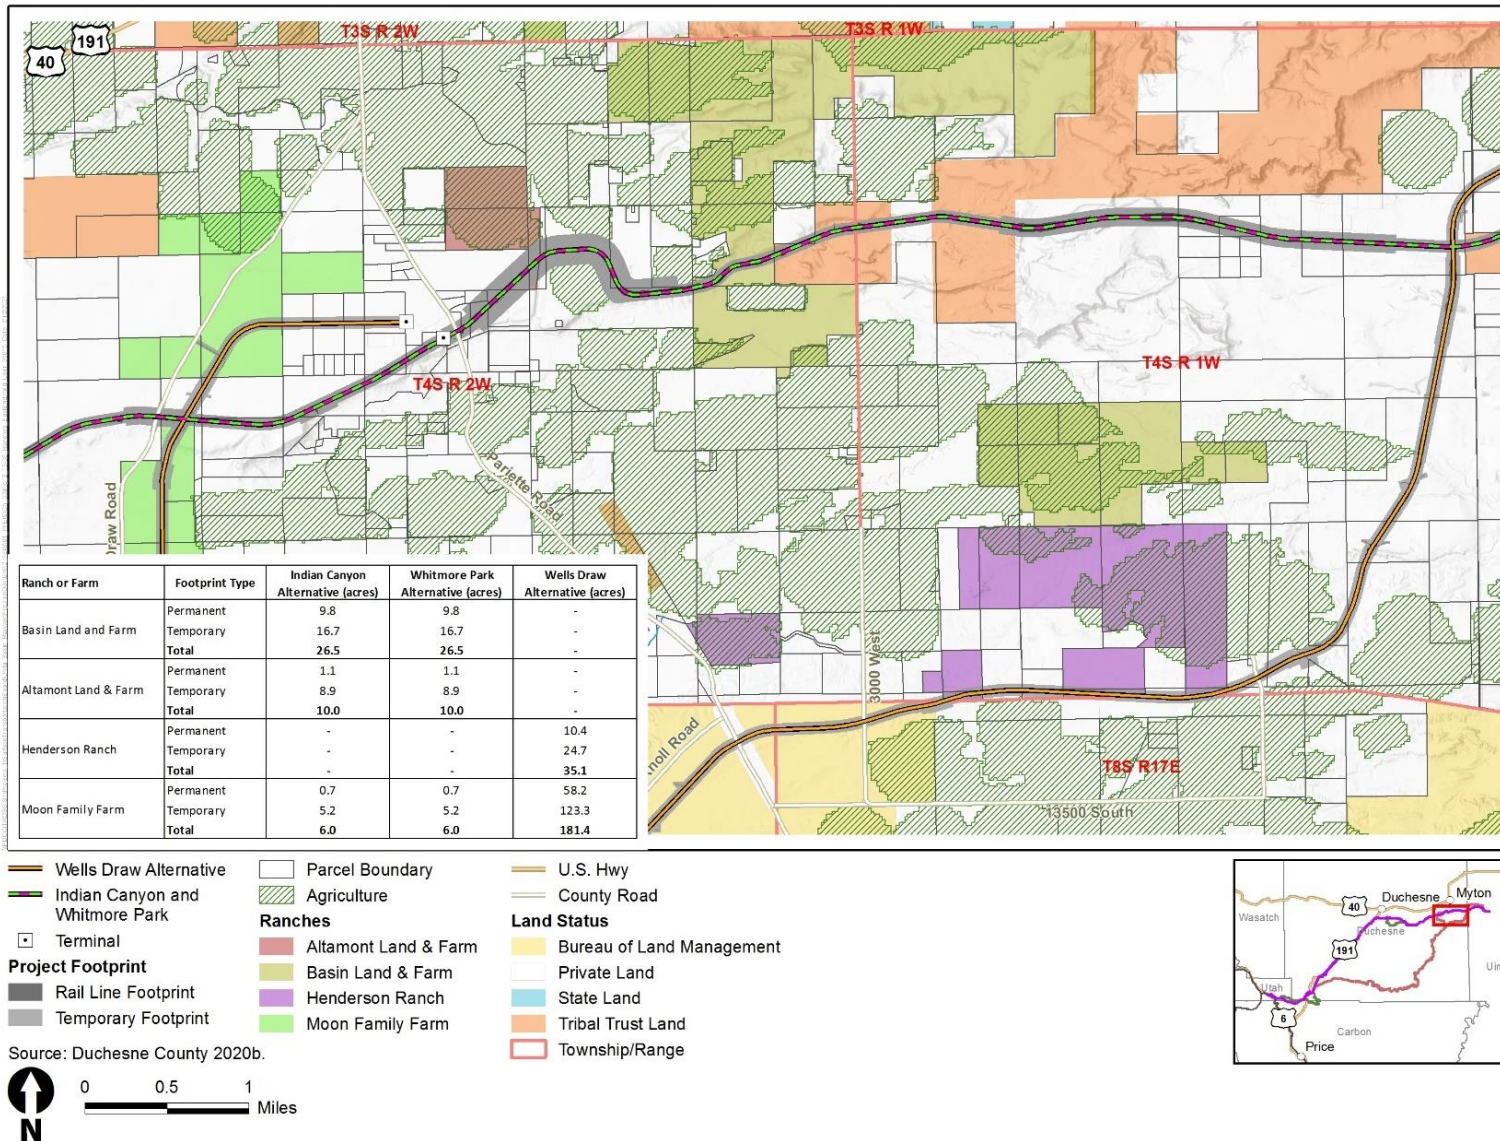 T3S R 2W
T3S R 1W
191
40
T4S R 2W
T4S R 1W
Draw Road
Parlette Road
3000 West
noll Road
T8S R17E
13500 South
Ranch or Farm Footprint Type Indian Canyon Alternative (acres) Whitmore Park Alternative (acres) Wells Draw Alternative (acres)
Basin Land and Farm Permanent 9.8 9.8 -
Temporary 16.7 16.7 -
Total 26.5 26.5 -
Altamont Land & Farm Permanent 1.1 1.1 -
Temporary 8.9 8.9 -
Total 10.0 10.0 -
Henderson Ranch Permanent - - 10.4
Temporary - - 24.7
Total - - 35.1
Moon Family Farm Permanent 0.7 0.7 58.2
Temporary 5.2 5.2 123.3
Total 6.0 6.0 181.4
Wells Draw Alternative
Indian Canyon and
Whitmore Park
Terminal
Project Footprint
Rail Line Footprint
Temporary Footprint
Parcel Boundary
Agriculture
Ranches
Altamont Land & Farm
Basin Land & Farm
Henderson Ranch
Moon Family Farm
U.S. Hwy
County Road
Land Status
Bureau of Land Management
Private Land
State Land
Tribal Trust Land
Township/Range
Source: Duchesne County 2020b.
0 0.5 1
Miles
N
Duchesne
Myton
40
Wasatch
Duchesne
191
Uin
Utah
6
Carbon
Price